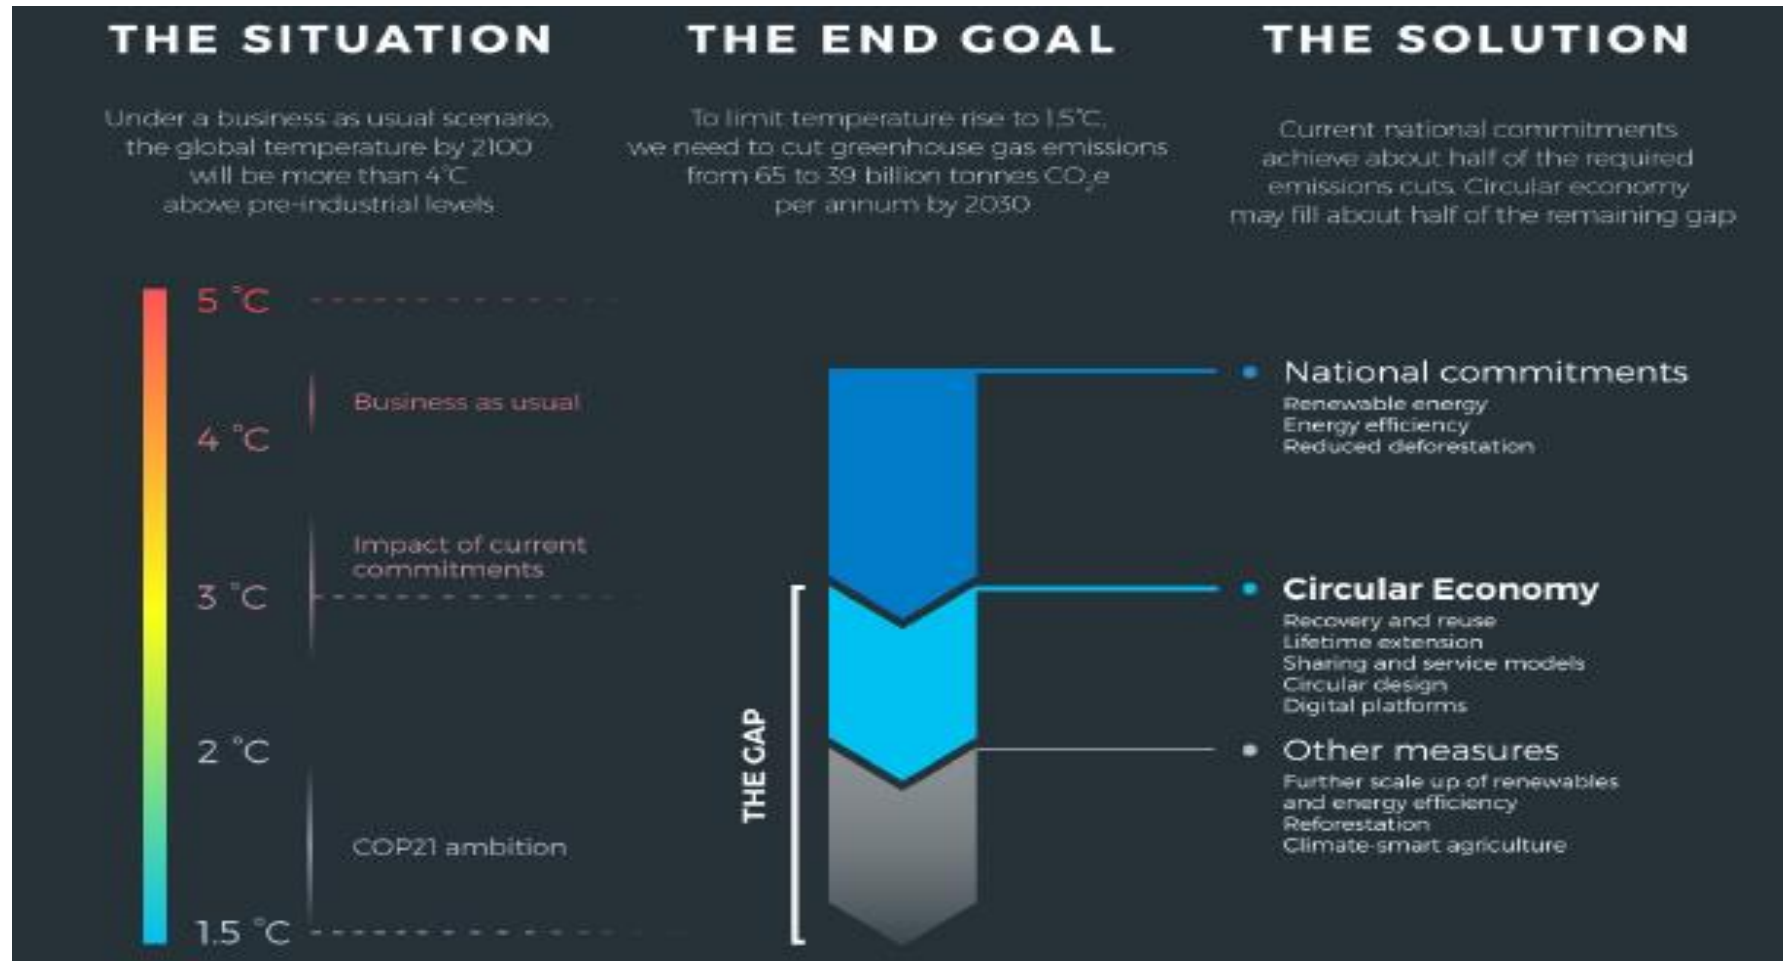 THE SITUATION
Under a business as usual scenario,
the global temperature by 2100
will be more than 4°C
above pre-industrial levels
THE END GOAL
To limit temperature rise to 1.5°C,
we need to cut greenhouse gas emissions
from 65 to 39 billion tonnes CO₂e
per annum by 2030
THE SOLUTION
Current national commitments
achieve about half of the required
emissions cuts. Circular economy
may fill about half of the remaining gap
5 °C
Business as usual
4 °C
Impact of current
commitments
3 °C
2 °C
COP21 ambition
1.5 °C
THE GAP
National commitments
Renewable energy
Energy efficiency
Reduced deforestation
Circular Economy
Recovery and reuse
Lifetime extension
Sharing and service models
Circular design
Digital platforms
Other measures
Further scale up of renewables
and energy efficiency
Reforestation
Climate-smart agriculture